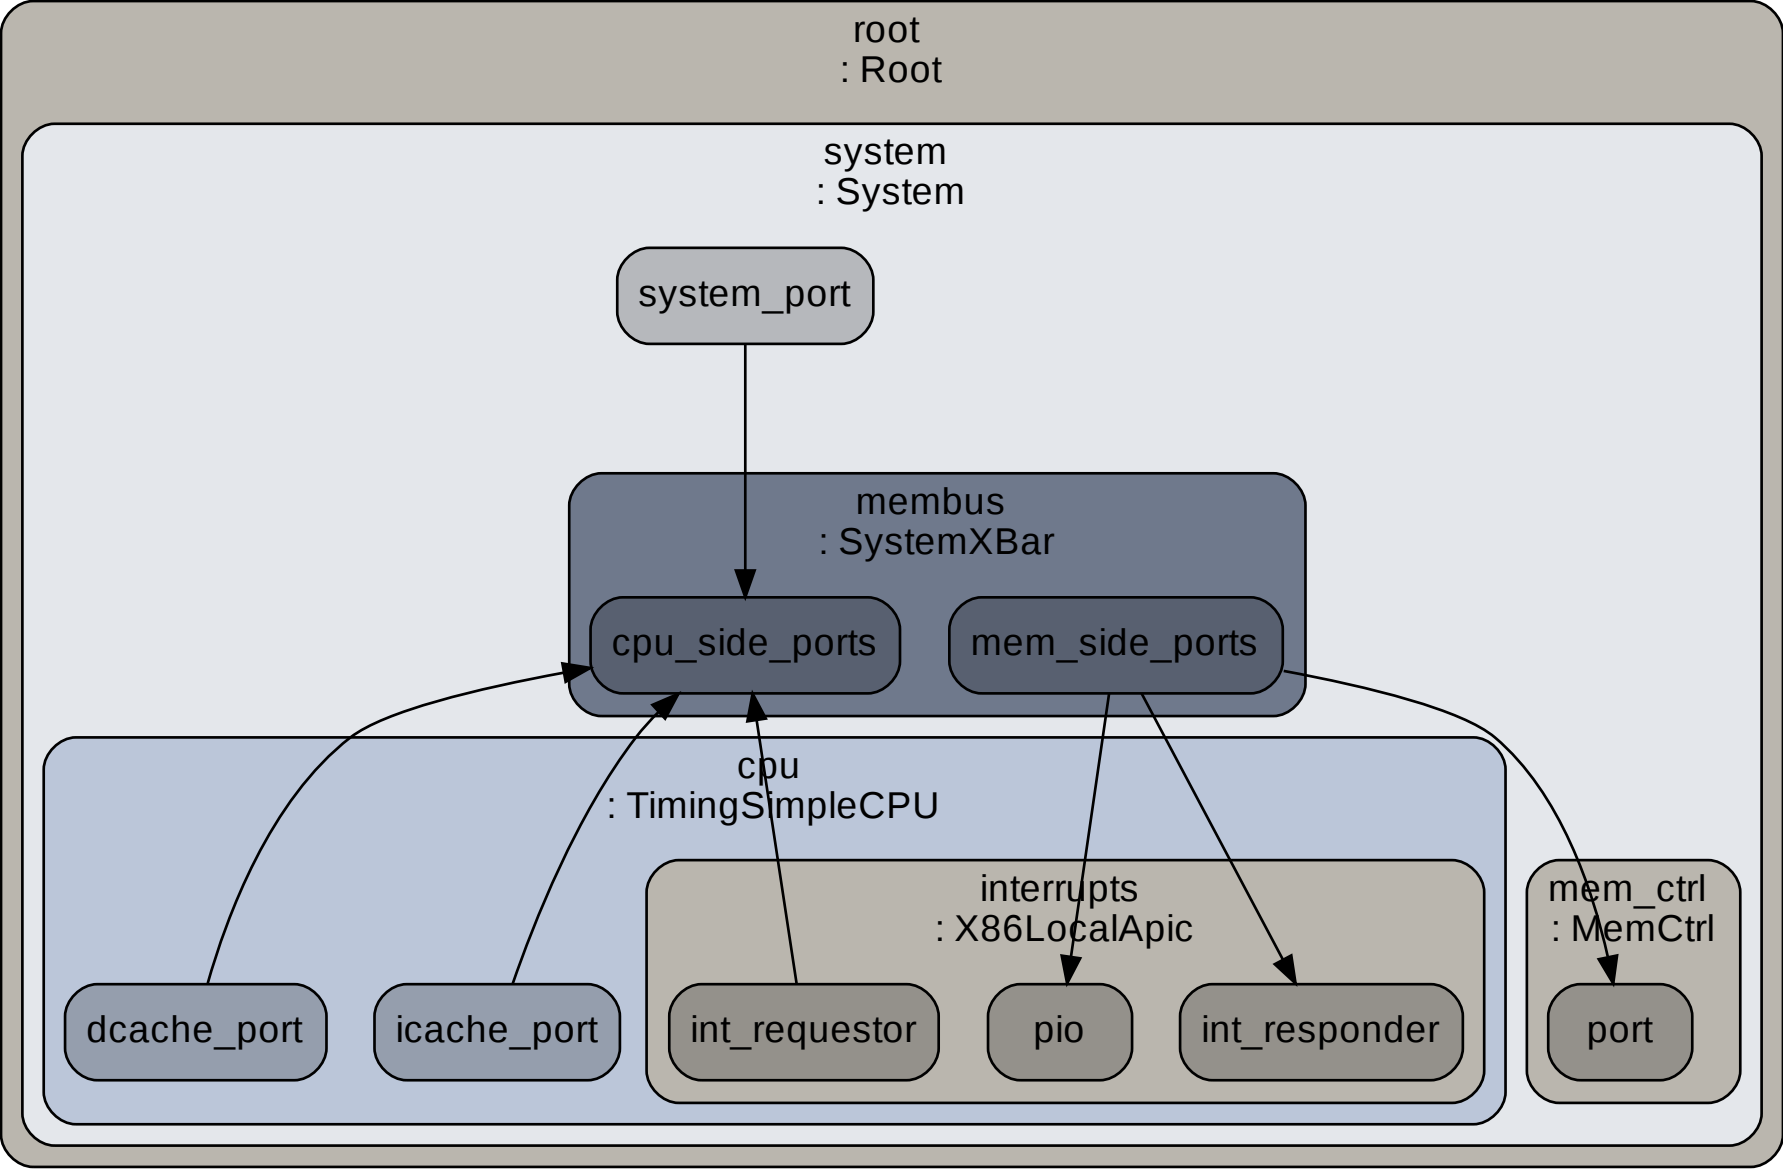 root
: Root
system
: System
system_port
membus
: SystemXBar
cpu_side_ports
mem_side_ports
cpu
: TimingSimpleCPU
interrupts
: X86LocalApic
mem_ctrl
: MemCtrl
dcache_port
icache_port
int_requestor
pio
int_responder
port